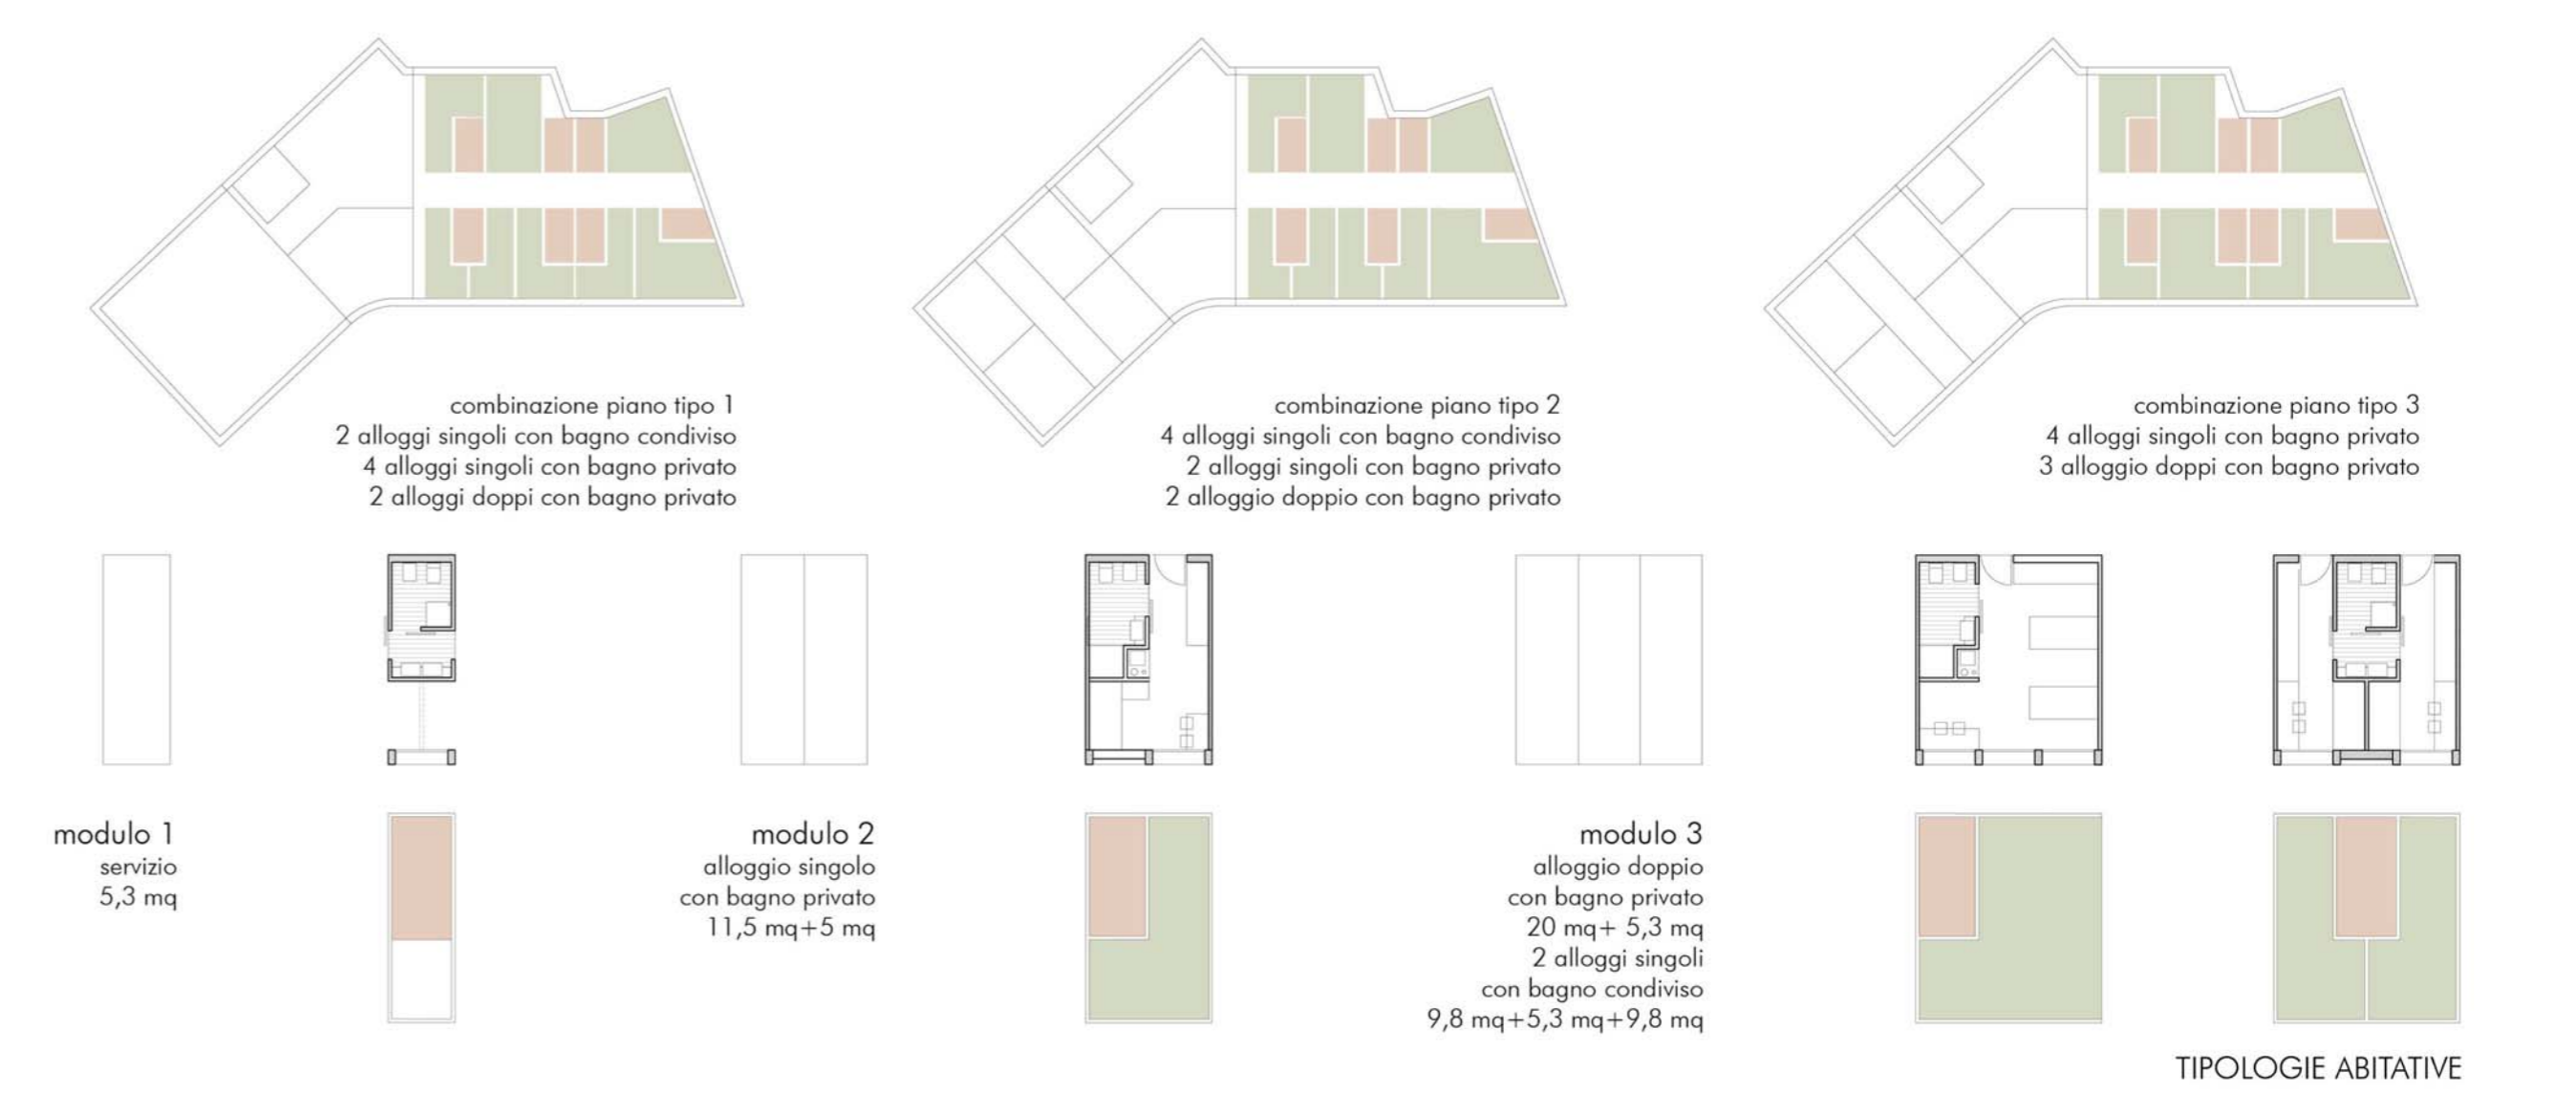 combinazione piano tipo 1
2 alloggi singoli con bagno condiviso
4 alloggi singoli con bagno privato
2 alloggi doppi con bagno privato
combinazione piano tipo 2
4 alloggi singoli con bagno condiviso
2 alloggi singoli con bagno privato
2 alloggio doppio con bagno privato
combinazione piano tipo 3
4 alloggi singoli con bagno privato
3 alloggio doppi con bagno privato
modulo 1
servizio
5,3 mq
modulo 2
alloggio singolo
con bagno privato
11,5 mq+5 mq
modulo 3
alloggio doppio
con bagno privato
20 mq+ 5,3 mq
2 alloggi singoli
con bagno condiviso
9,8 mq+5,3 mq+9,8 mq
TIPOLOGIE ABITATIVE